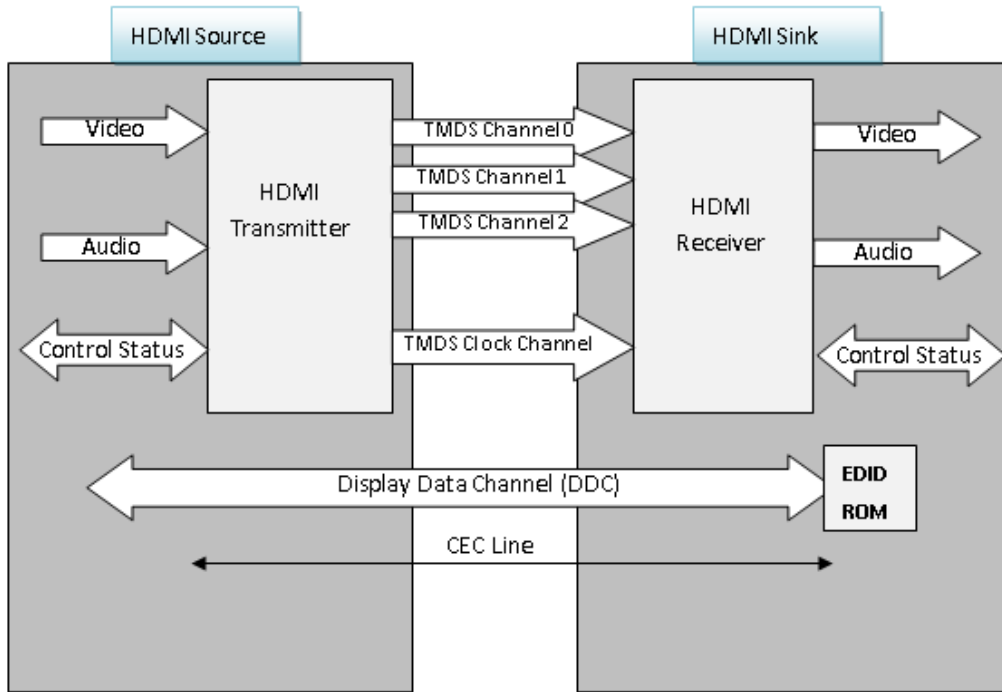 HDMI Source
HDMI Sink
Video
Audio
Control Status
HDMI
Transmitter
TMDS Channel 0
TMDS Channel 1
TMDS Channel 2
TMDS Clock Channel
HDMI
Receiver
Video
Audio
Control Status
Display Data Channel (DDC)
EDID
ROM
CEC Line